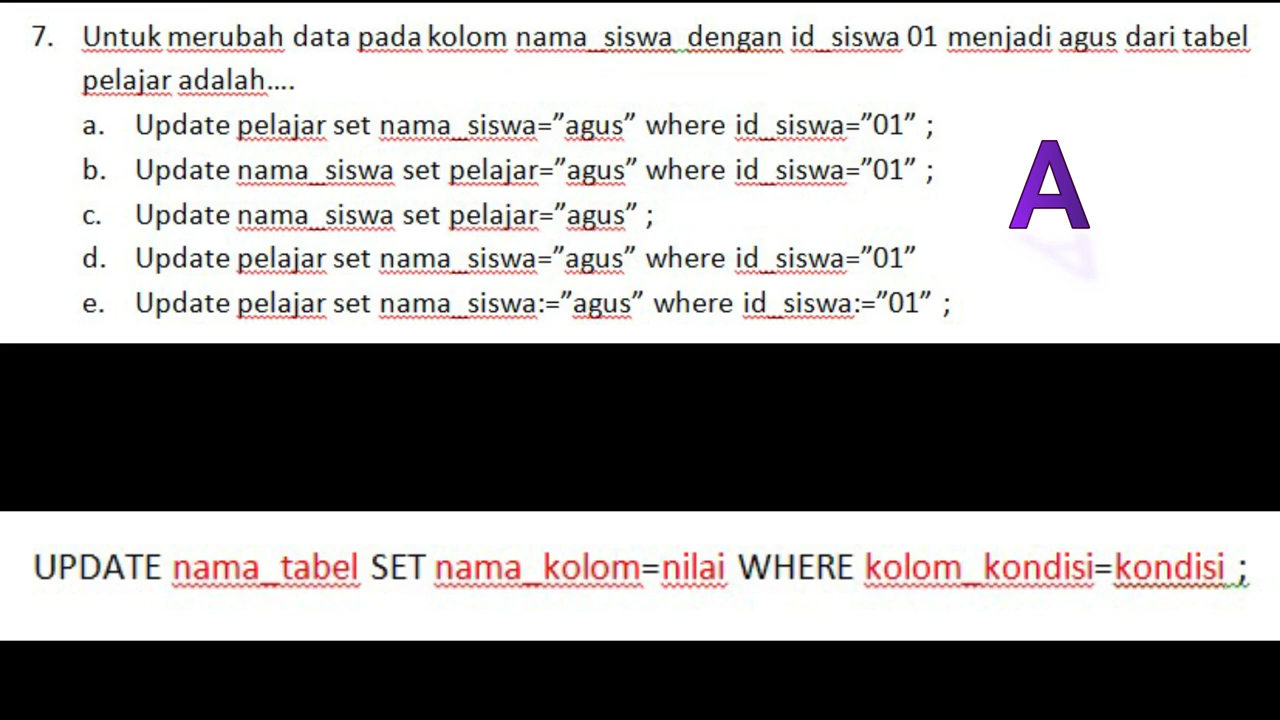 7. Untuk merubah data pada kolom nama_siswa dengan id_siswa 01 menjadi agus dari tabel
pelajar adalah....
a. Update pelajar set nama_siswa=”agus” where id_siswa=”01” ;
b. Update nama_siswa set pelajar=”agus” where id_siswa=”01” ;
c. Update nama_siswa set pelajar=”agus” ;
d. Update pelajar set nama_siswa=”agus” where id_siswa=”01”
e. Update pelajar set nama_siswa:=”agus” where id_siswa:=”01” ;
A
UPDATE nama_tabel SET nama_kolom=nilai WHERE kolom_kondisi=kondisi ;